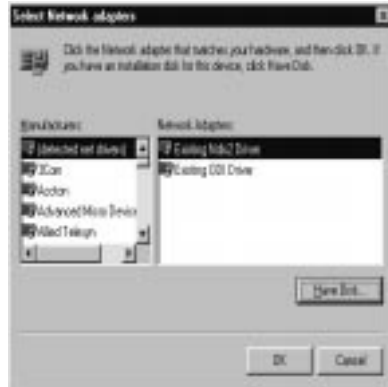 Select Network adapters
Click the Network adapter that matches your hardware, and then click OK. If
you have an installation disk for this device, click Have Disk.
Manufacturers:
Network Adapters:
(detected net drivers)
3Com
Accton
Advanced Micro Device
Allied Telesyn
Existing Ndis2 Driver
Existing ODI Driver
Have Disk...
OK
Cancel